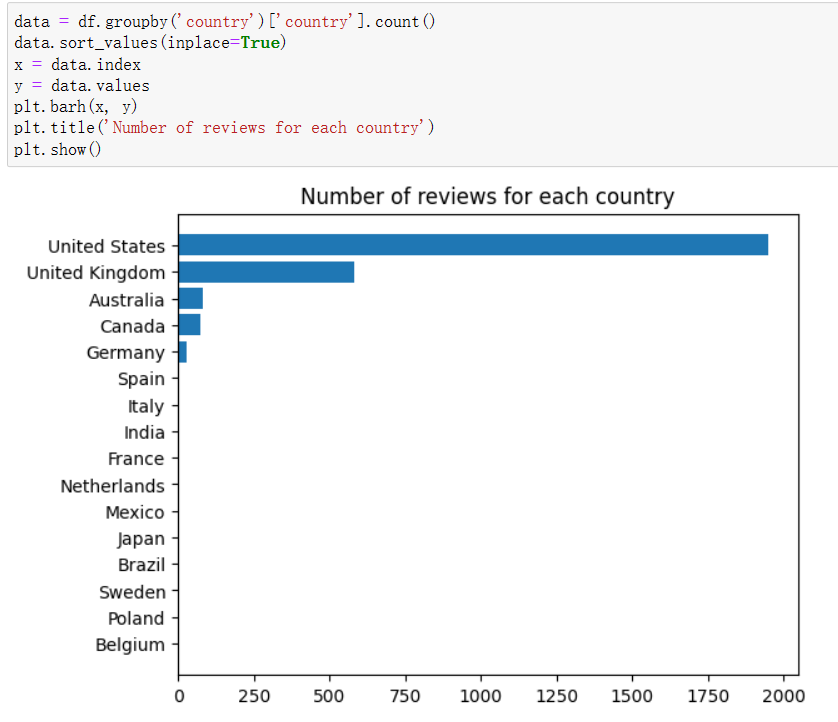 data = df.groupby('country')['country'].count()
data.sort_values(inplace=True)
x = data.index
y = data.values
plt.barh(x, y)
plt.title('Number of reviews for each country')
plt.show()
Number of reviews for each country
United States
United Kingdom
Australia
Canada
Germany
Spain
Italy
India
France
Netherlands
Mexico
Japan
Brazil
Sweden
Poland
Belgium
0 250 500 750 1000 1250 1500 1750 2000